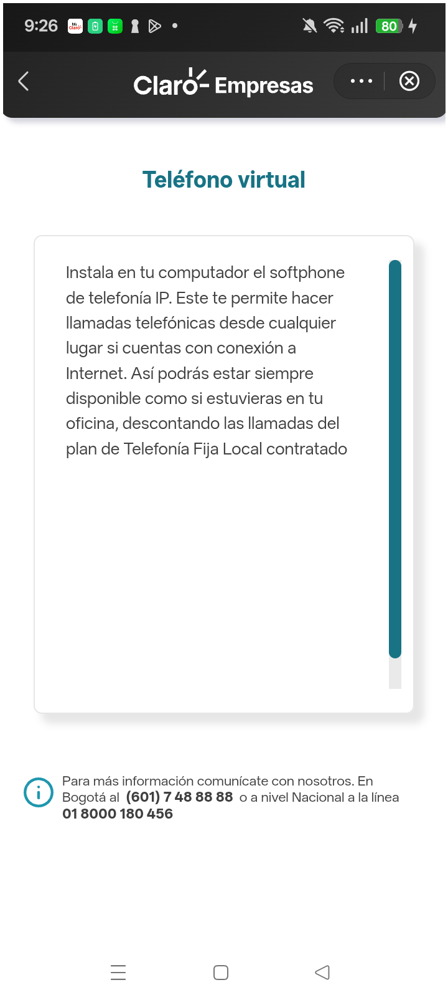 9:26
Mi
Claro
80
Claro Empresas
Teléfono virtual
Instala en tu computador el softphone
de telefonía IP. Este te permite hacer
llamadas telefónicas desde cualquier
lugar si cuentas con conexión a
Internet. Así podrás estar siempre
disponible como si estuvieras en tu
oficina, descontando las llamadas del
plan de Telefonía Fija Local contratado
Para más información comunícate con nosotros. En
Bogotá al (601) 7 48 88 88 o a nivel Nacional a la línea
01 8000 180 456